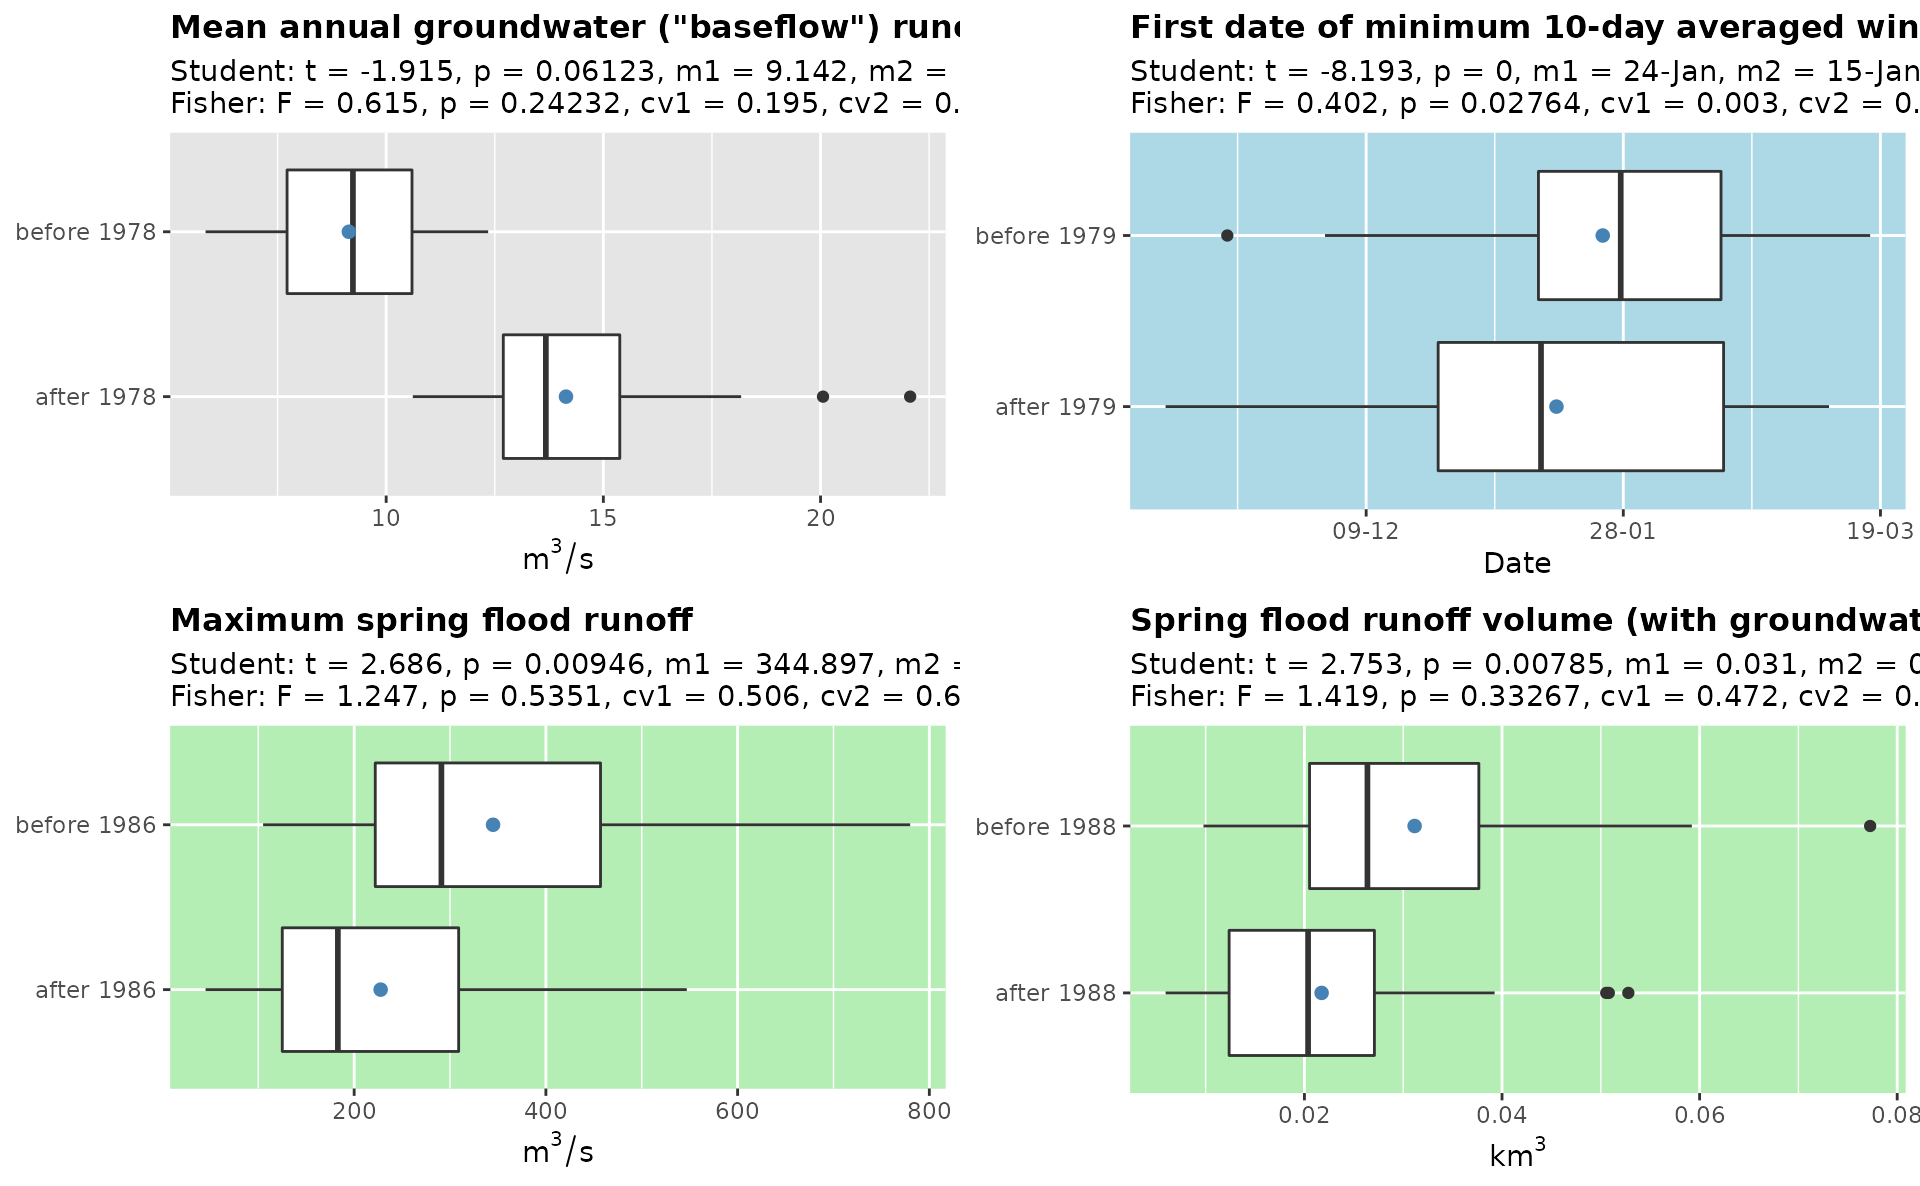 Mean annual groundwater ("baseflow")
Student: t = -1.915, p = 0.06123, m1 = 9.142, m2 =
Fisher: F = 0.615, p = 0.24232, cv1 = 0.195, cv2 = 0.
before 1978
after 1978
10 15 20
m³/s
First date of minimum 10-day averaged
Student: t = -8.193, p = 0, m1 = 24-Jan, m2 = 15-Jan
Fisher: F = 0.402, p = 0.02764, cv1 = 0.003, cv2 = 0.
before 1979
after 1979
09-12 28-01 19-03
Date
Maximum spring flood runoff
Student: t = 2.686, p = 0.00946, m1 = 344.897, m2 =
Fisher: F = 1.247, p = 0.5351, cv1 = 0.506, cv2 = 0.6
before 1986
after 1986
200 400 600 800
m³/s
Spring flood runoff volume (with
Student: t = 2.753, p = 0.00785, m1 = 0.031, m2 = 0
Fisher: F = 1.419, p = 0.33267, cv1 = 0.472, cv2 = 0.
before 1988
after 1988
0.02 0.04 0.06 0.08
km³